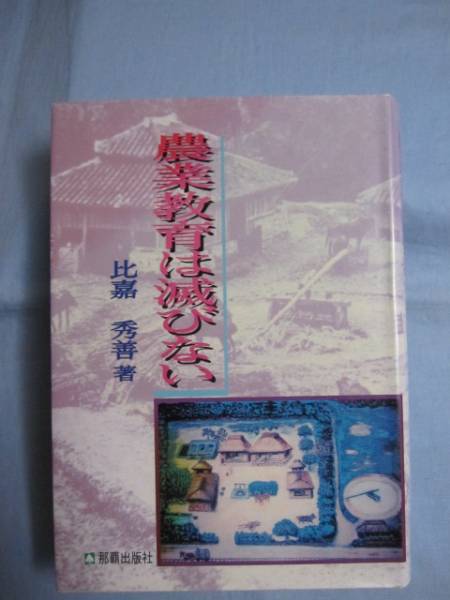 農業教育は滅びない
比嘉 秀善 著
那覇出版社